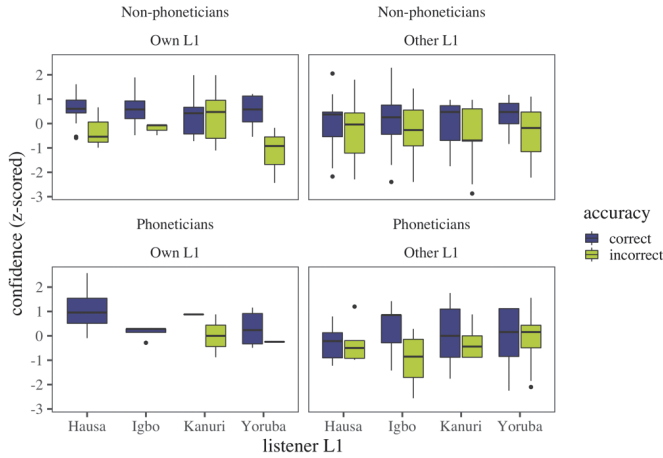 Non-phoneticians
Non-phoneticians
Own L1
Other L1
2
1
0
-1
-2
-3
Phoneticians
Phoneticians
Own L1
Other L1
2
1
0
-1
-2
-3
Hausa Igbo Kanuri Yoruba
Hausa Igbo Kanuri Yoruba
listener L1
confidence (z-scored)
accuracy
correct
incorrect